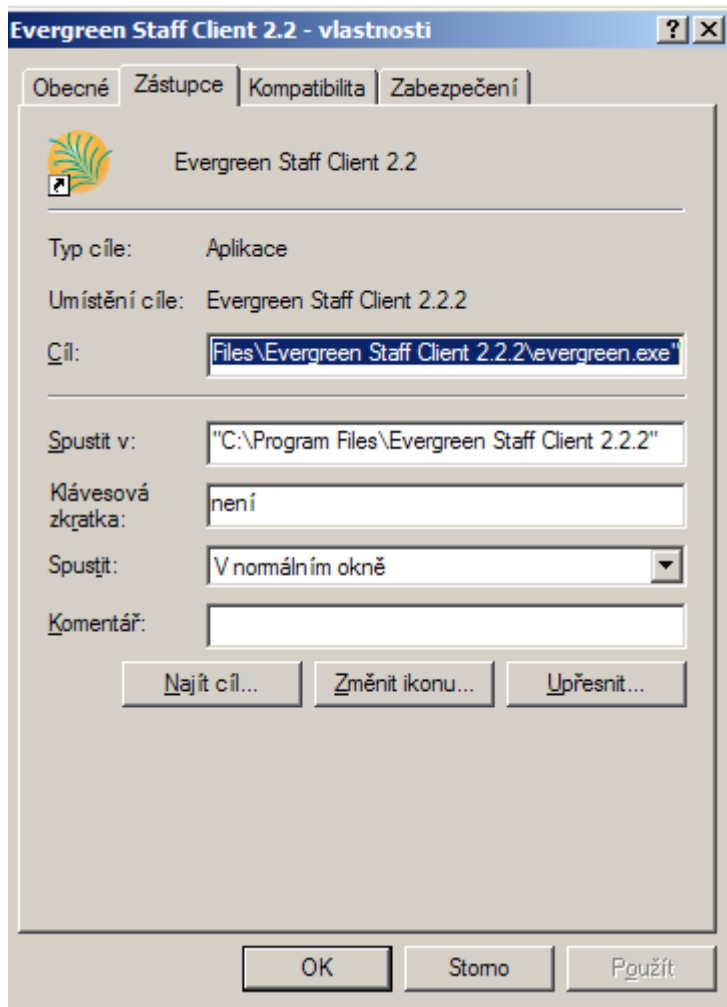 Evergreen Staff Client 2.2 - vlastnosti
Obecné Zástupce Kompatibilita Zabezpečení
Evergreen Staff Client 2.2
Typ cíle: Aplikace
Umístění cíle: Evergreen Staff Client 2.2.2
Cíl: Files\Evergreen Staff Client 2.2.2\evergreen.exe"
Spustit v: "C:\Program Files\Evergreen Staff Client 2.2.2"
Klávesová
zkratka: není
Spustit: V normálním okně
Komentář:
Najít cíl... Změnit ikonu... Upřesnit...
OK Storno Použít